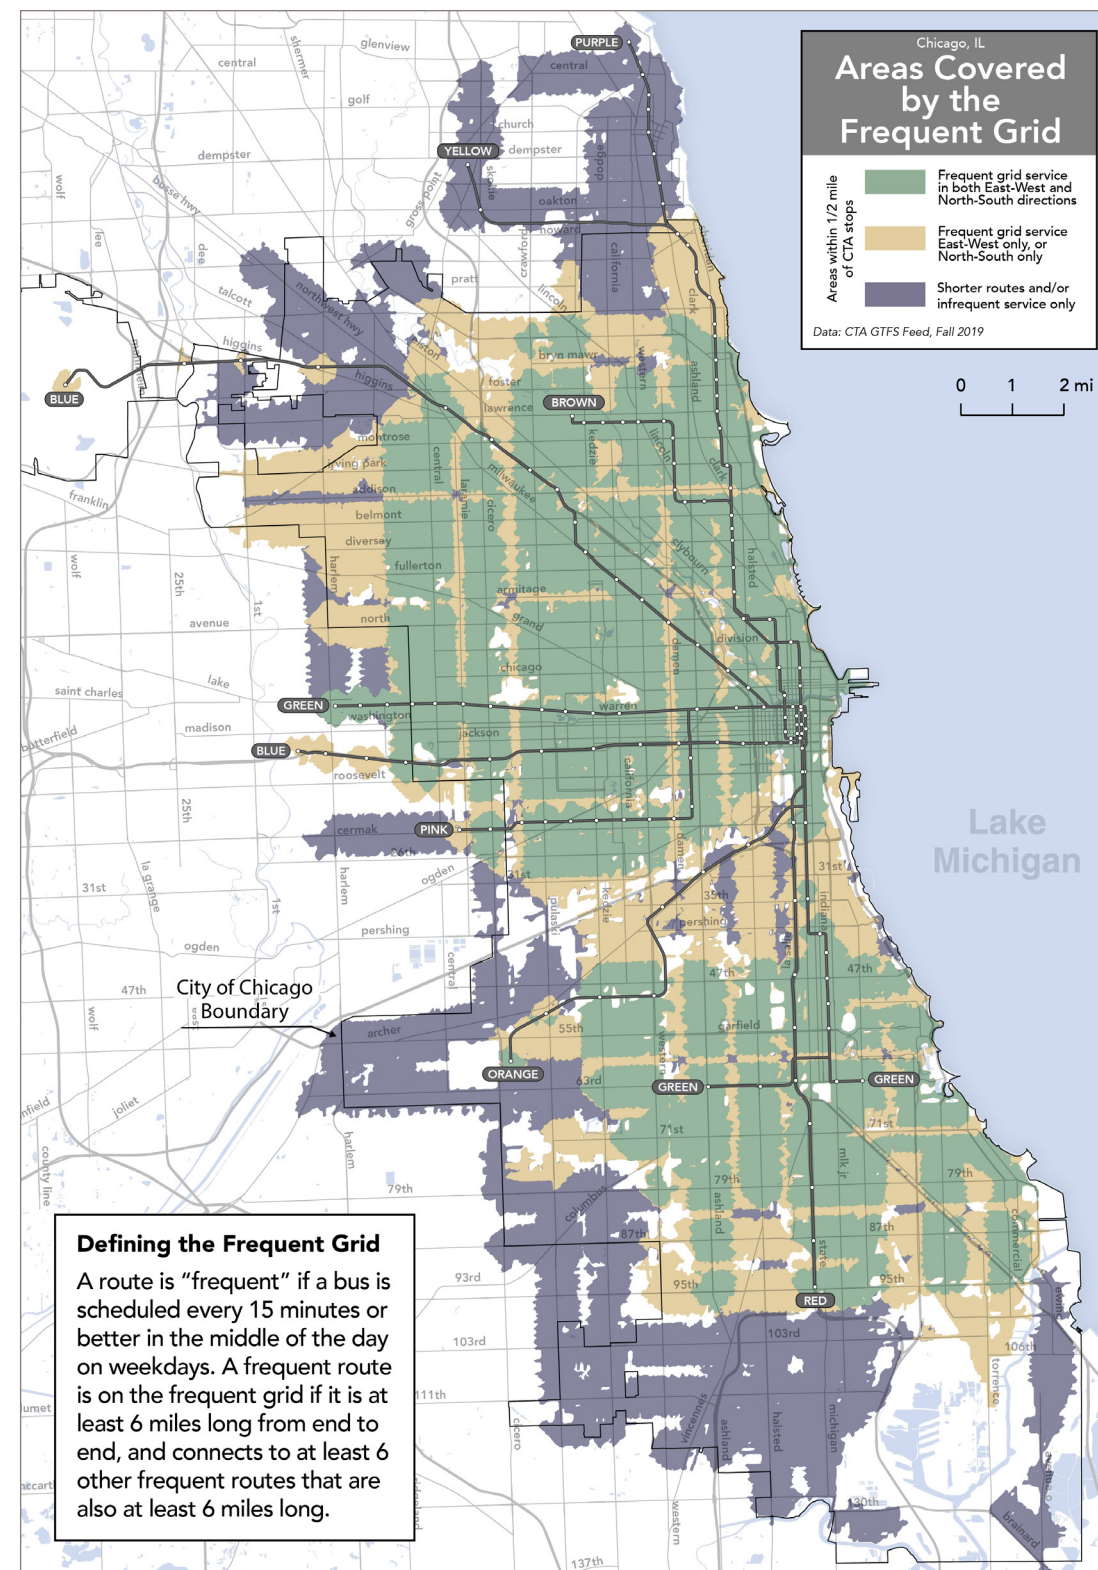 Chicago, IL
Areas Covered
by the
Frequent Grid
Areas within 1/2 mile
of CTA stops
Frequent grid service
in both East-West and
North-South directions
Frequent grid service
East-West only, or
North-South only
Shorter routes and/or
infrequent service only
Data: CTA GTFS Feed, Fall 2019
0 1 2 mi
PURPLE
glenview
shermer
central
central
golf
church
dempster
dempster
YELLOW
skokie
dodge
wolf
busse hwy
gross point
oakton
howard
lee
dee
crawford
california
sheridan
pratt
talcott
northwest hwy
lincoln
clark
higgins
elston
mannheim
bryn mawr
western
ashland
higgins
foster
BLUE
lawrence
BROWN
montrose
kedzie
lincoln
central
irving park
milwaukee
clark
addison
laramie
cicero
franklin
belmont
diversey
clybourn
halsted
wolf
harlem
fullerton
25th
armitage
1st
north
grand
avenue
division
damen
chicago
lake
saint charles
GREEN
warren
washington
madison
jackson
butterfield
BLUE
roosevelt
california
25th
Lake
Michigan
cermak
PINK
damen
26th
31st
ogden
31st
la grange
harlem
35th
1st
pulaski
kedzie
pershing
indiana
pershing
ogden
central
halsted
47th
47th
47th
City of Chicago
Boundary
wolf
east
archer
55th
garfield
western
ORANGE
63rd
GREEN
GREEN
joliet
71st
71st
harlem
mlk jr
county line
79th
79th
79th
columbus
ashland
commercial
87th
87th
state
93rd
95th
95th
RED
ewing
103rd
103rd
106th
torrence
111th
cicero
vincennes
ashland
halsted
michigan
avenue o
130th
brainard
western
137th
Defining the Frequent Grid
A route is “frequent” if a bus is
scheduled every 15 minutes or
better in the middle of the day
on weekdays. A frequent route
is on the frequent grid if it is at
least 6 miles long from end to
end, and connects to at least 6
other frequent routes that are
also at least 6 miles long.